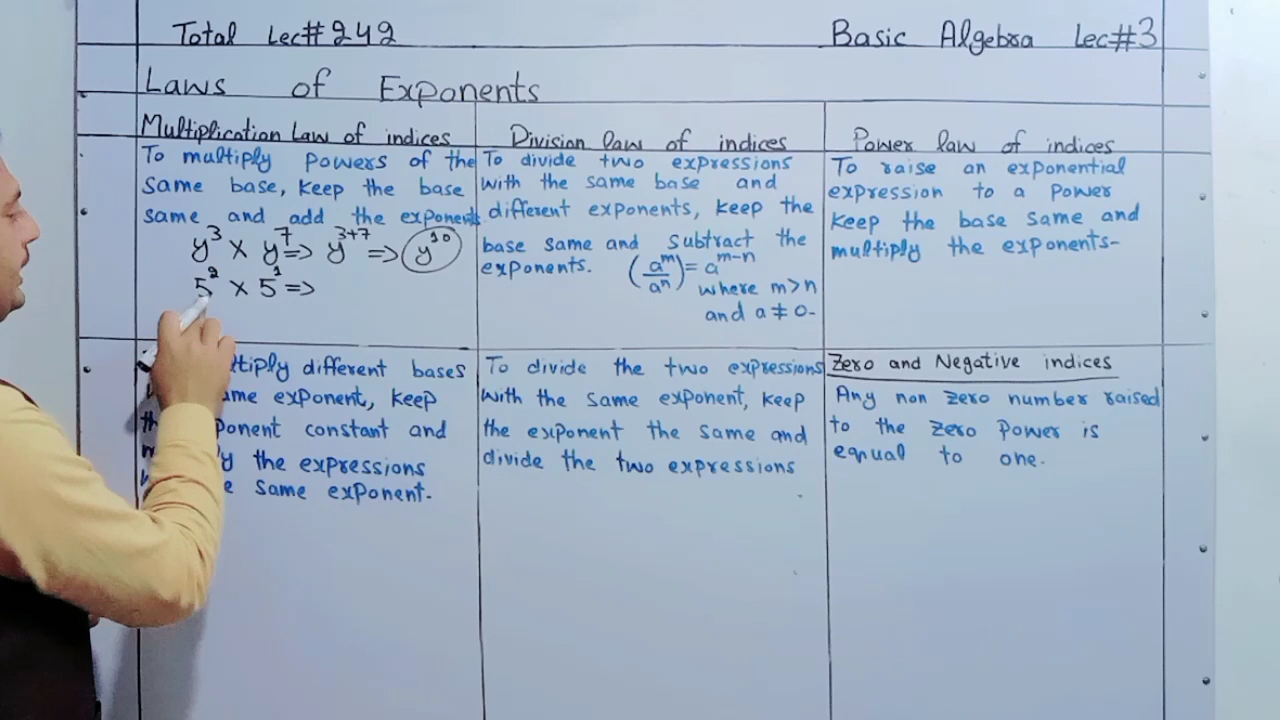 Total Lec#242 Basic Algebra Lec#3
Laws of Exponents
Multiplication Law of indices
To multiply powers of the
same base, Keep the base
same and add the exponents
y³ × y⁷ => y³⁺⁷ => y¹⁰
5² × 5¹ =>
Division law of indices
To divide two expressions
with the same base and
different exponents, keep the
base same and subtract the
exponents. (aᵐ/aⁿ) = aᵐ⁻ⁿ
where m>n
and a ≠ 0-
Power law of indices
To raise an exponential
expression to a power
keep the base same and
multiply the exponents-
different bases
exponent, keep
constant and
the expressions
same exponent-
To divide the two expressions
with the same exponent, keep
the exponent the same and
divide the two expressions
Zero and Negative indices
Any non zero number raised
to the zero power is
equal to one.